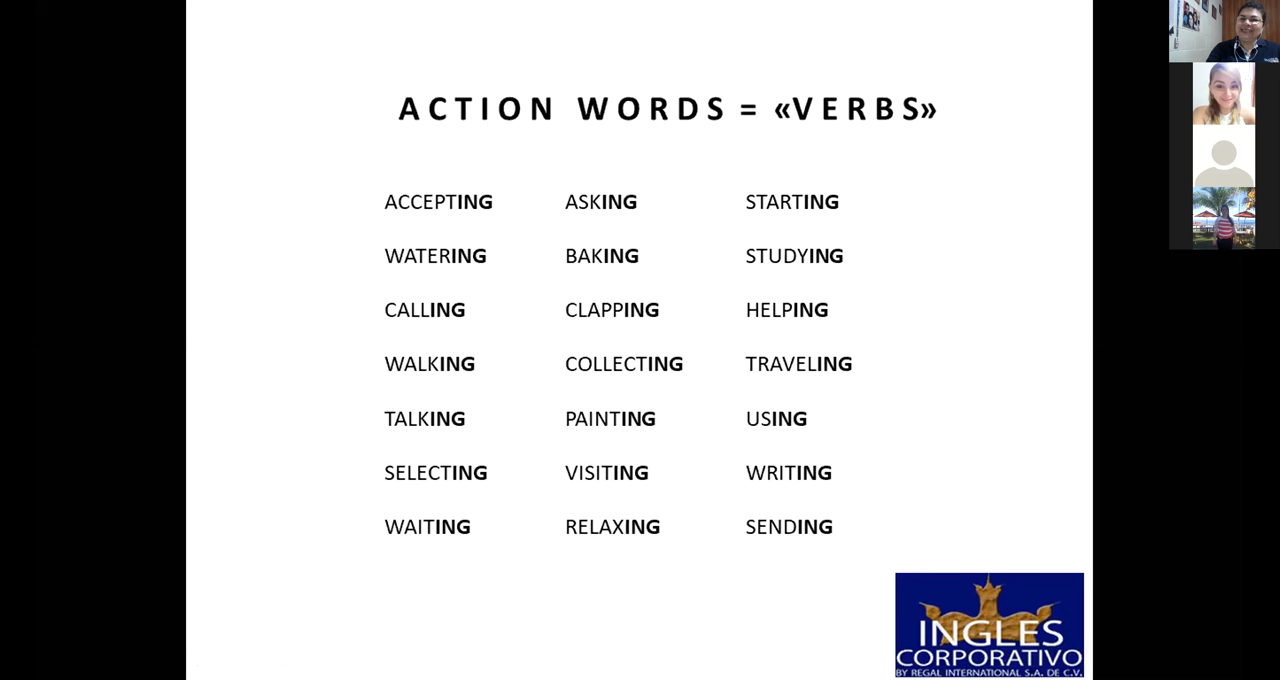 ACTION WORDS = «VERBS»
ACCEPTING ASKING STARTING
WATERING BAKING STUDYING
CALLING CLAPPING HELPING
WALKING COLLECTING TRAVELING
TALKING PAINTING USING
SELECTING VISITING WRITING
WAITING RELAXING SENDING
INGLES
CORPORATIVO
BY REGAL INTERNATIONAL S.A. DE C.V.